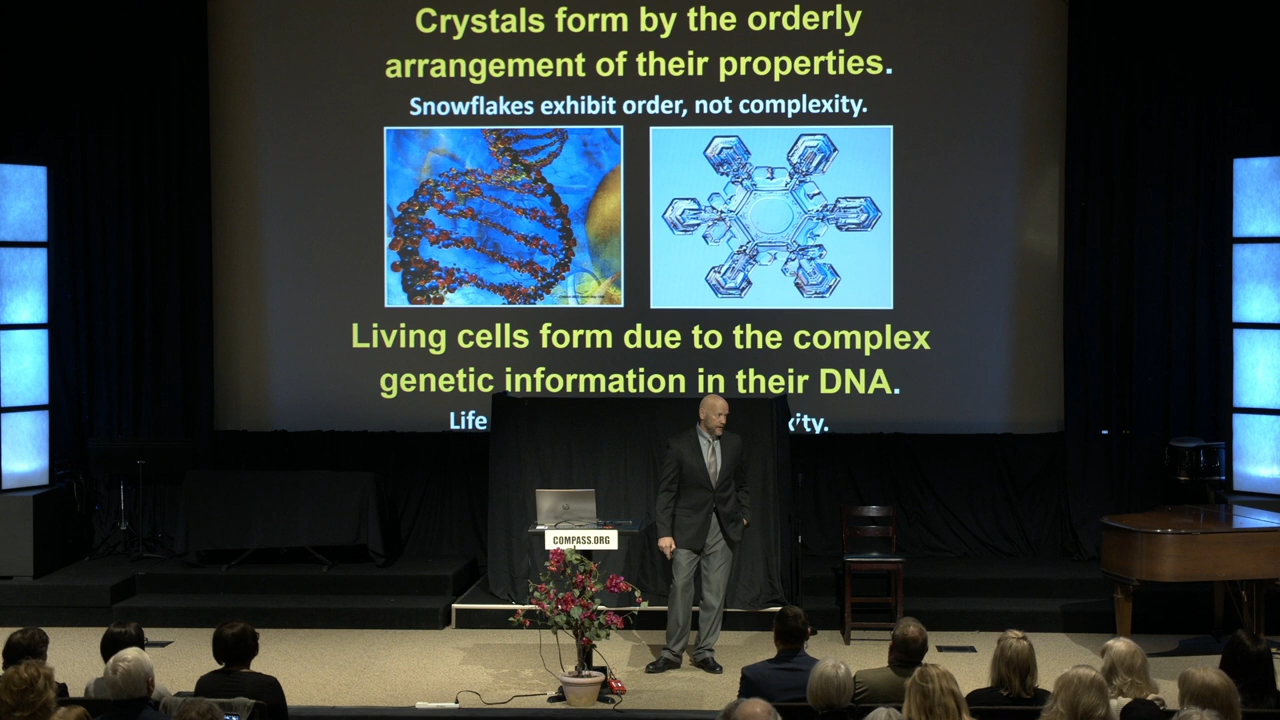 Crystals form by the orderly
arrangement of their properties.
Snowflakes exhibit order, not complexity.
Living cells form due to the complex
genetic information in their DNA.
Life
COMPASS.ORG